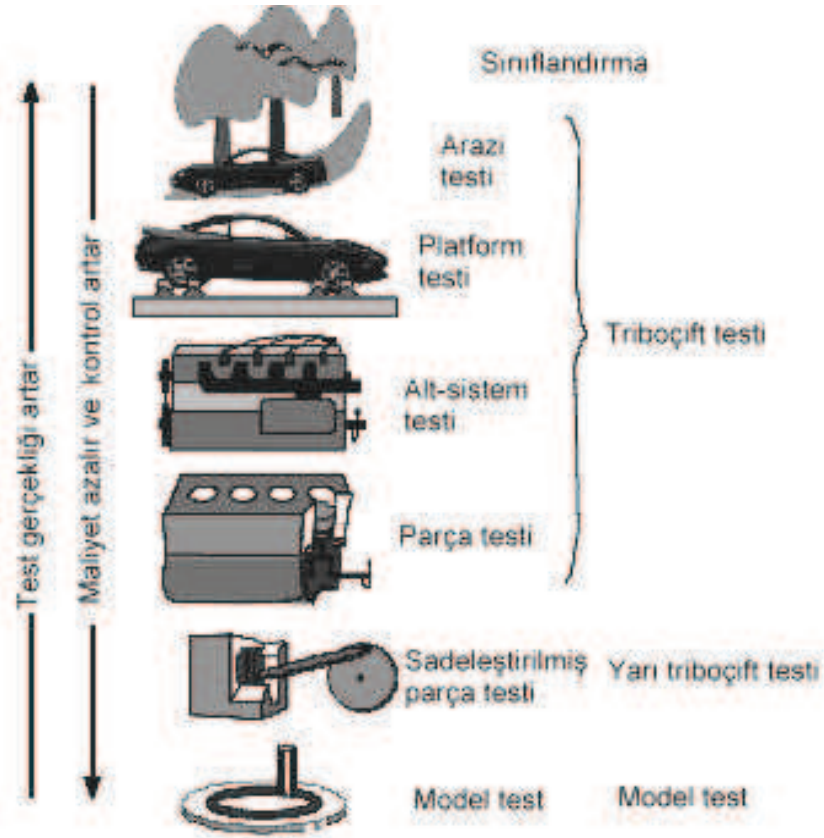 Sınıflandırma
Arazi
testi
Platform
testi
Triboçift testi
Alt-sistem
testi
Parça testi
Sadeleştirilmiş
parça testi
Yarı triboçift testi
Model test
Model test
Test gerçekliği artar
Maliyet azalır ve kontrol artar